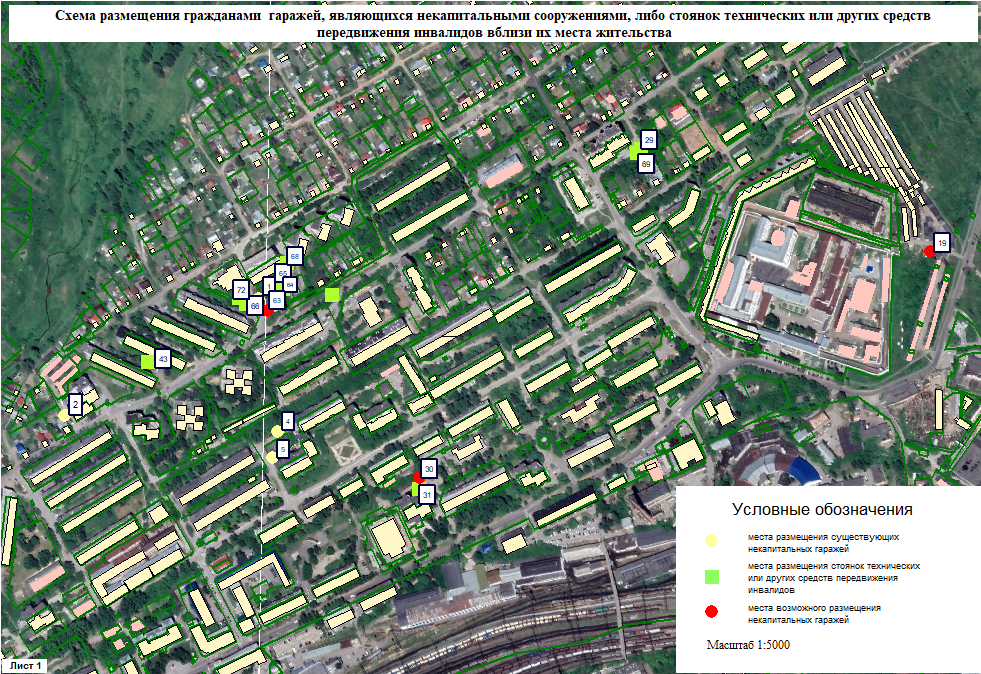 Схема размещения гражданами гаражей, являющихся некапитальными сооружениями, либо стоянок технических или других средств
передвижения инвалидов вблизи их места жительства
29
69
19
68
65
1
64
72
66
63
43
2
4
5
30
31
Условные обозначения
места размещения существующих
некапитальных гаражей
места размещения стоянок технических
или других средств передвижения
инвалидов
места возможного размещения
некапитальных гаражей
Масштаб 1:5000
Лист 1